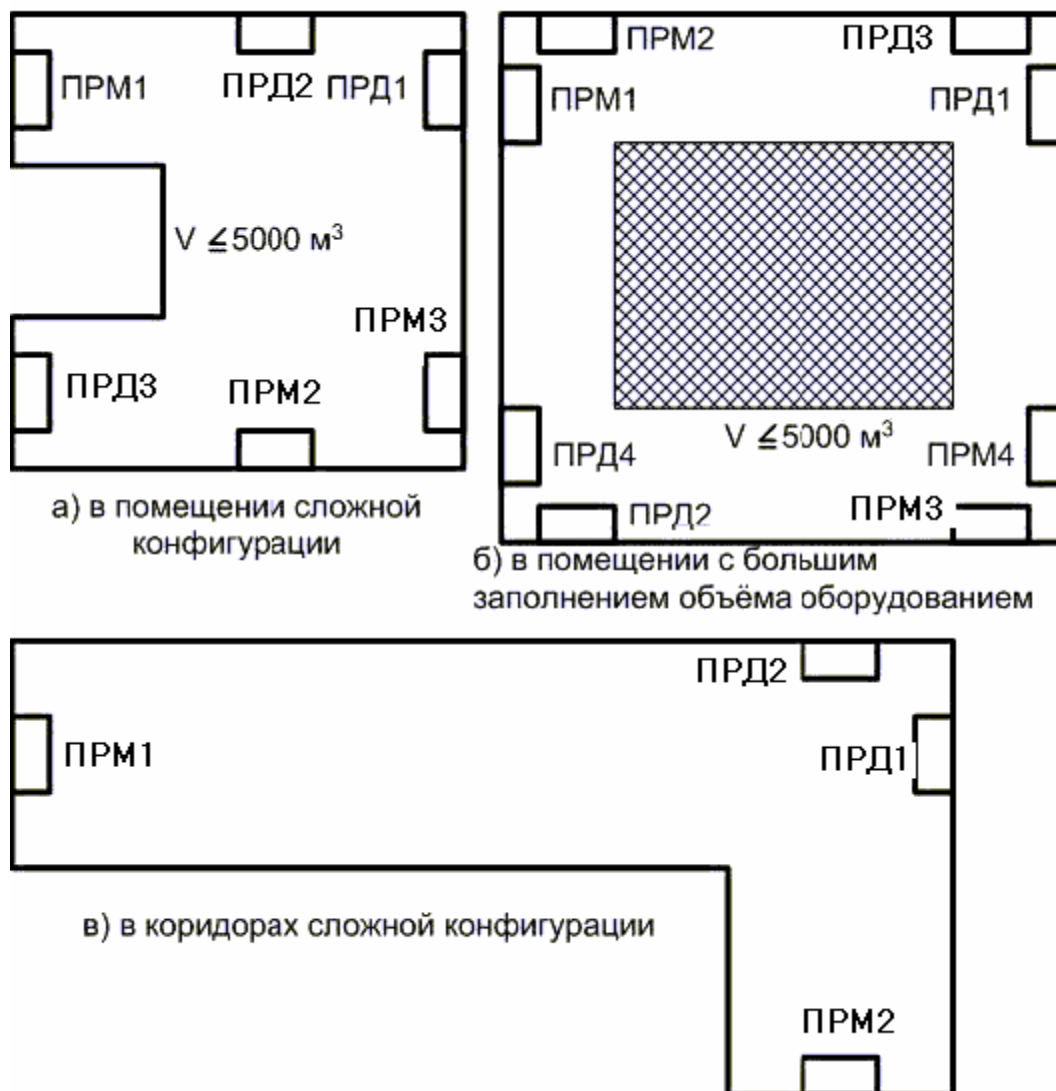 ПРМ1
ПРД2
ПРД1
V ≦5000 м³
ПРМ3
ПРД3
ПРМ2
а) в помещении сложной
конфигурации
ПРМ2
ПРД3
ПРМ1
ПРД1
V ≦5000 м³
ПРД4
ПРМ4
ПРД2
ПРМ3
б) в помещении с большим
заполнением объёма оборудованием
ПРД2
ПРМ1
ПРД1
в) в коридорах сложной конфигурации
ПРМ2